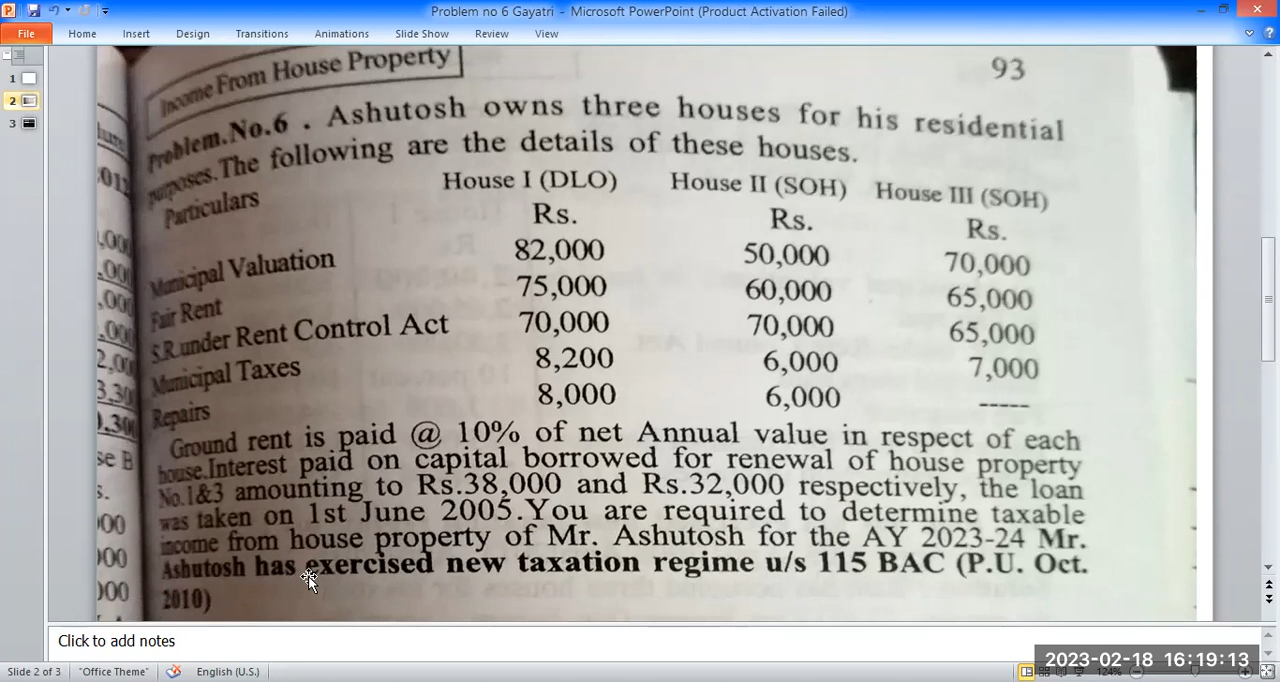 Problem no 6 Gayatri - Microsoft PowerPoint (Product Activation Failed)
File Home Insert Design Transitions Animations Slide Show Review View
1
2
3
Income From House Property
93
Problem.No.6 . Ashutosh owns three houses for his residential
purposes.The following are the details of these houses.
Particulars House I (DLO) House II (SOH) House III (SOH)
Rs. Rs. Rs.
Municipal Valuation 82,000 50,000 70,000
Fair Rent 75,000 60,000 65,000
S.R.under Rent Control Act 70,000 70,000 65,000
Municipal Taxes 8,200 6,000 7,000
Repairs 8,000 6,000 -----
Ground rent is paid @ 10% of net Annual value in respect of each
house.Interest paid on capital borrowed for renewal of house property
No.1&3 amounting to Rs.38,000 and Rs.32,000 respectively, the loan
was taken on 1st June 2005.You are required to determine taxable
income from house property of Mr. Ashutosh for the AY 2023-24 Mr.
Ashutosh has exercised new taxation regime u/s 115 BAC (P.U. Oct.
2010)
Click to add notes
2023-02-18 16:19:13
Slide 2 of 3 "Office Theme" English (U.S.) 124%